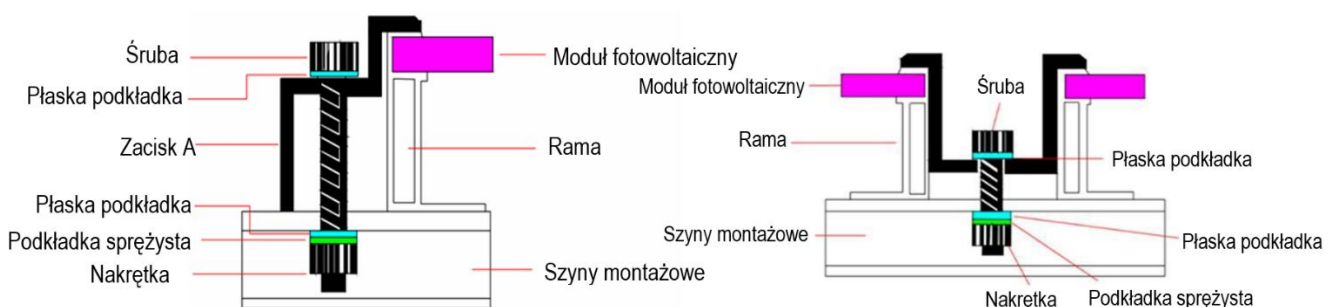 Śruba
Płaska podkładka
Zacisk A
Płaska podkładka
Podkładka sprężysta
Nakrętka
Moduł fotowoltaiczny
Rama
Szyny montażowe
Moduł fotowoltaiczny
Śruba
Rama
Płaska podkładka
Szyny montażowe
Płaska podkładka
Nakretka
Podkładka sprężysta